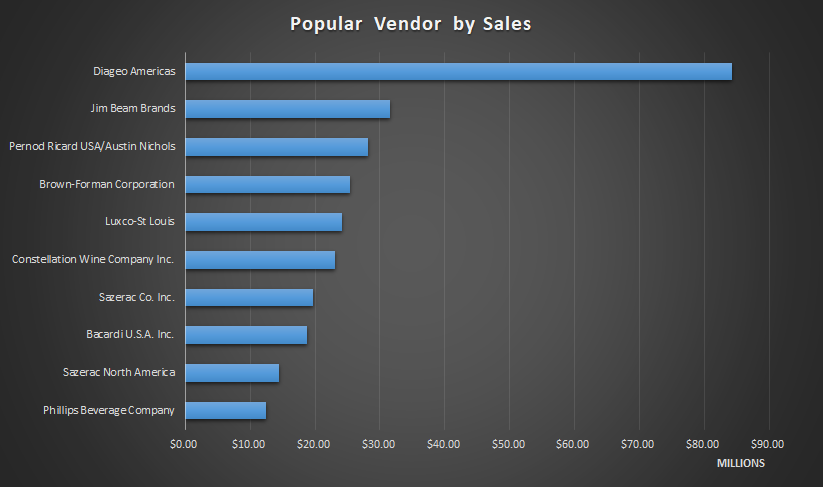 Popular Vendor by Sales
Diageo Americas
Jim Beam Brands
Pernod Ricard USA/Austin Nichols
Brown-Forman Corporation
Luxco-St Louis
Constellation Wine Company Inc.
Sazerac Co. Inc.
Bacardi U.S.A. Inc.
Sazerac North America
Phillips Beverage Company
$0.00 $10.00 $20.00 $30.00 $40.00 $50.00 $60.00 $70.00 $80.00 $90.00
MILLIONS